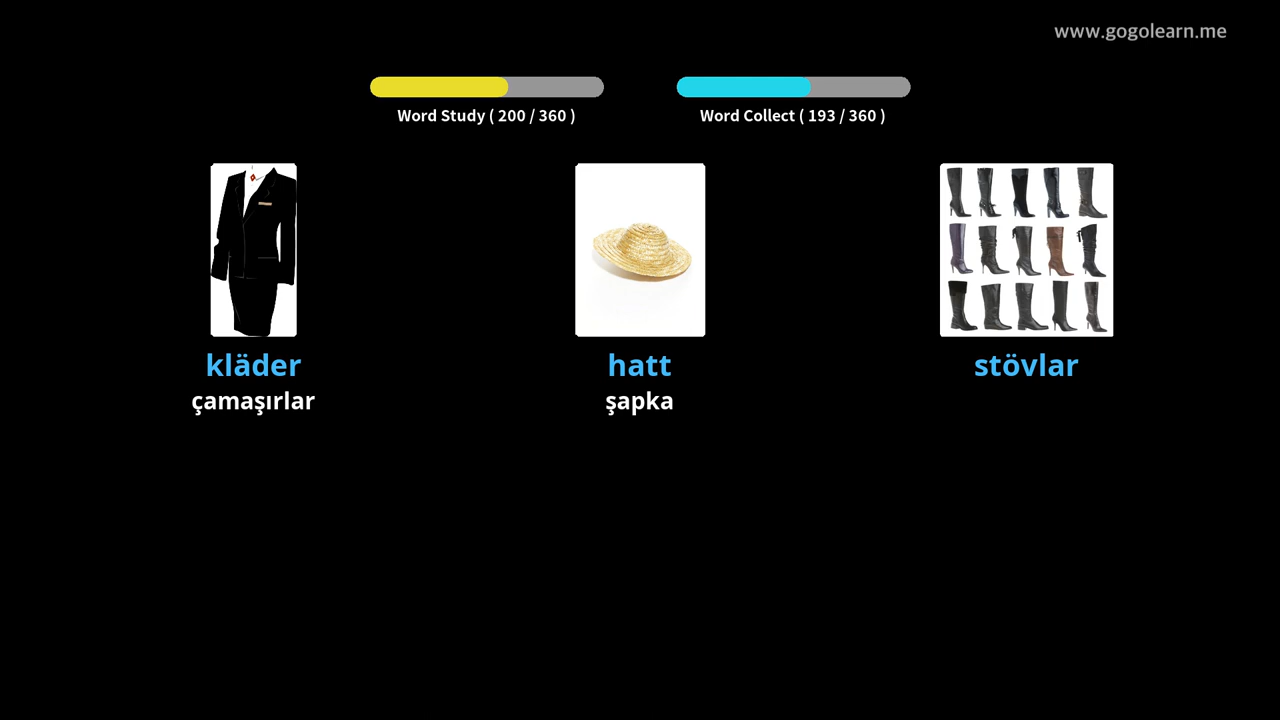 www.gogolearn.me
Word Study ( 200 / 360 )
Word Collect ( 193 / 360 )
kläder
çamaşırlar
hatt
şapka
stövlar